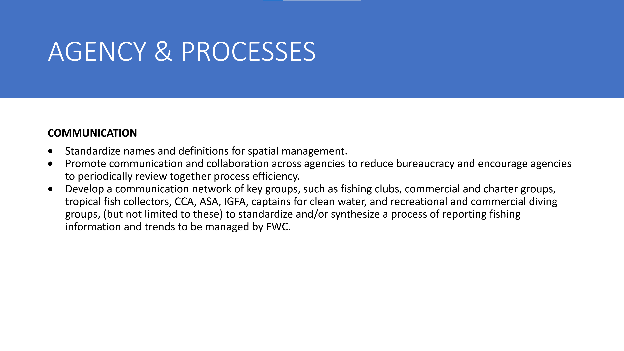 AGENCY & PROCESSES
COMMUNICATION
• Standardize names and definitions for spatial management.
• Promote communication and collaboration across agencies to reduce bureaucracy and encourage agencies
to periodically review together process efficiency.
• Develop a communication network of key groups, such as fishing clubs, commercial and charter groups,
tropical fish collectors, CCA, ASA, IGFA, captains for clean water, and recreational and commercial diving
groups, (but not limited to these) to standardize and/or synthesize a process of reporting fishing
information and trends to be managed by FWC.